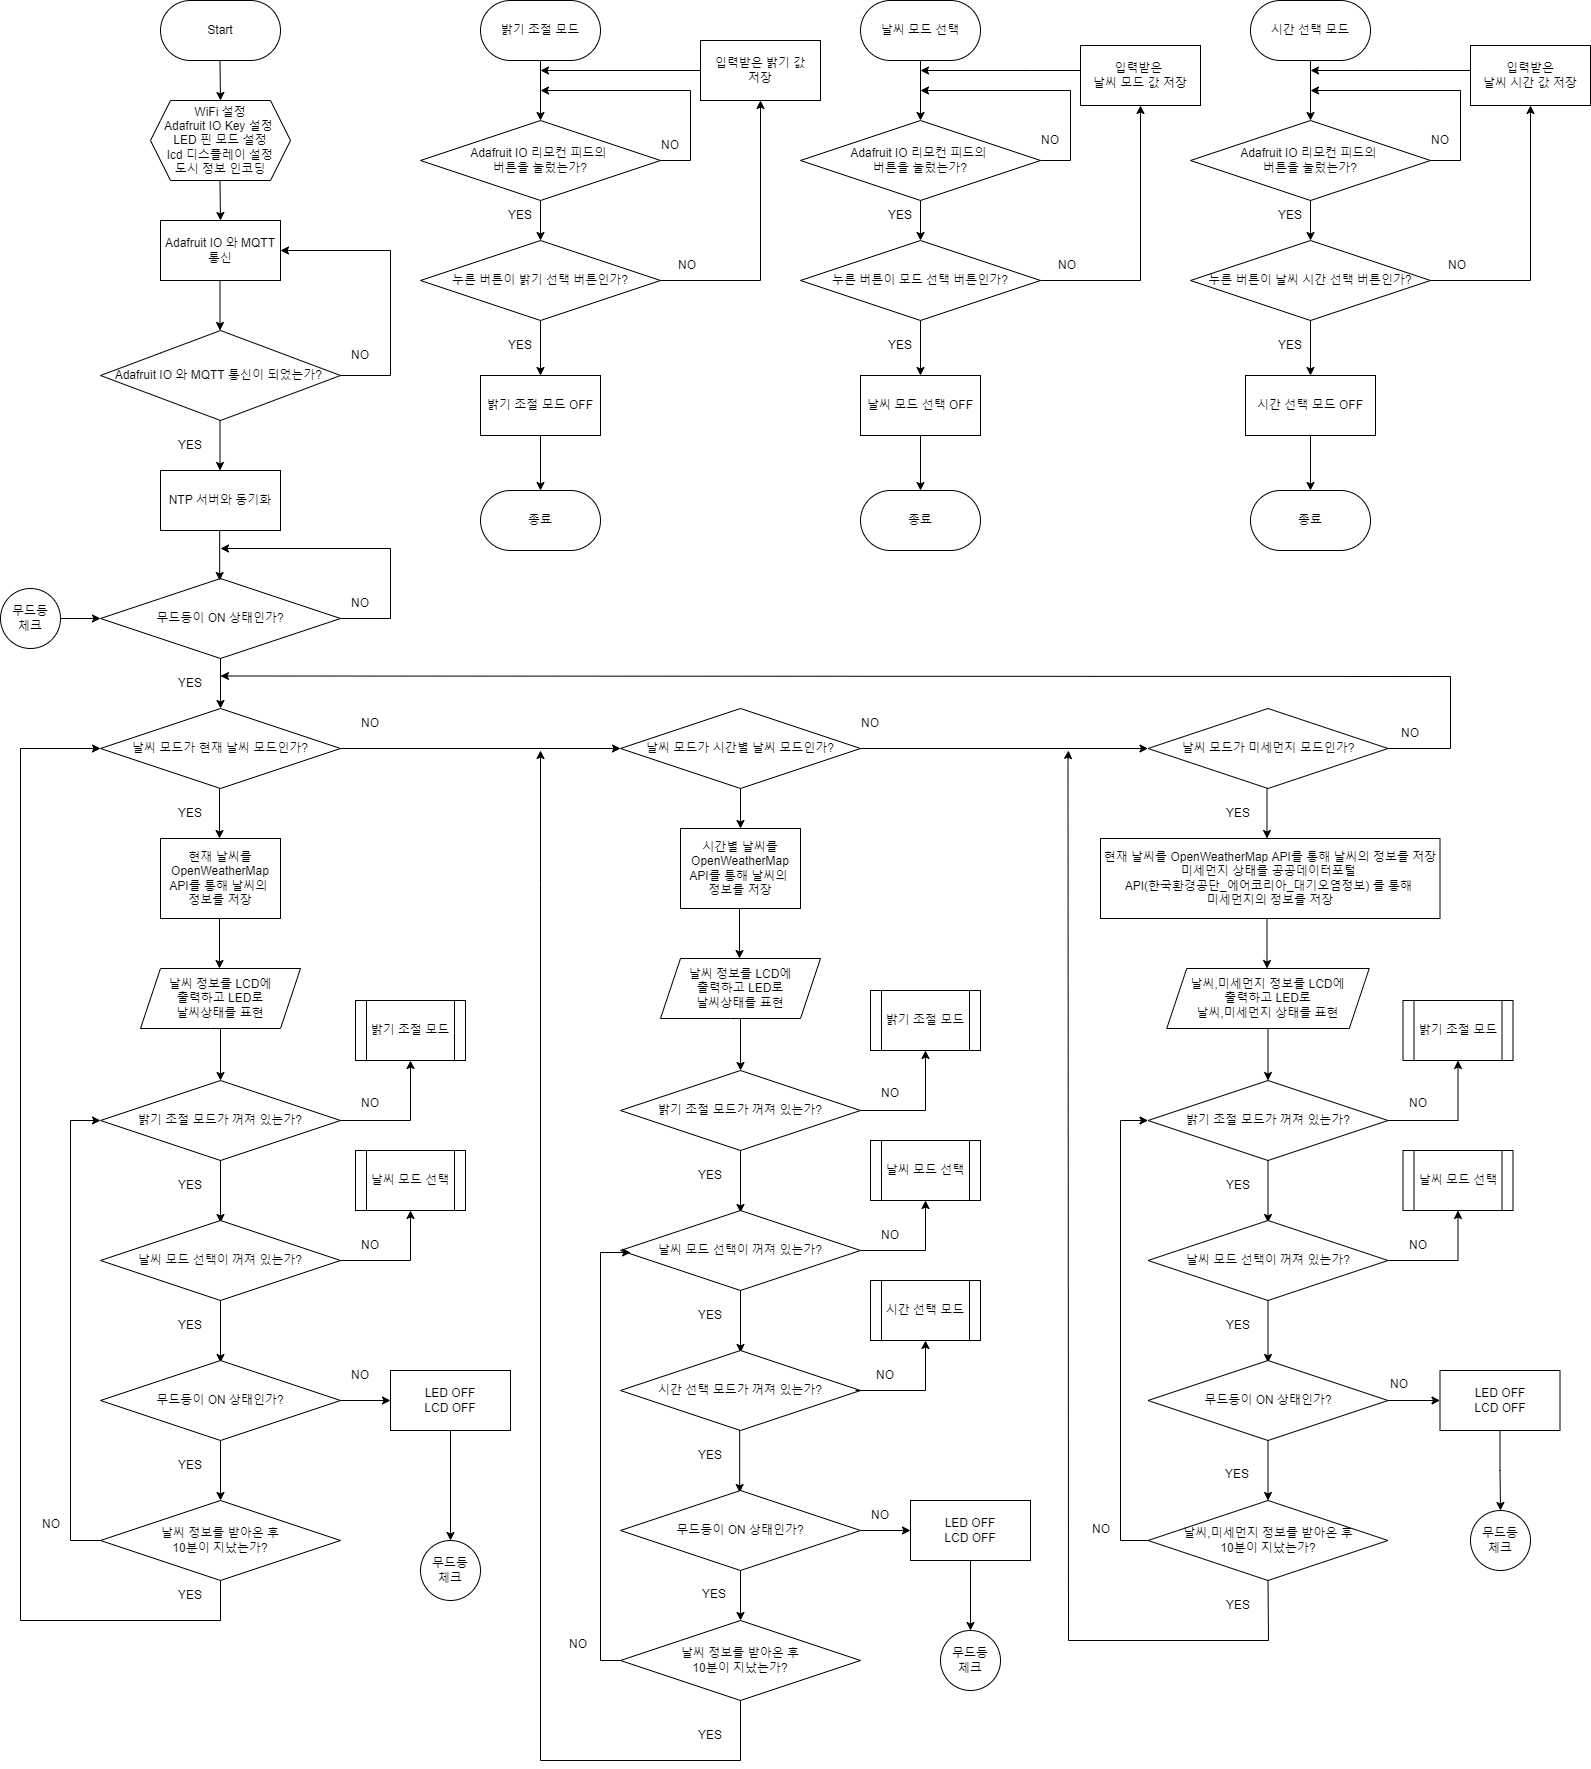 Start
WiFi 설정
Adafruit IO Key 설정
LED 핀 모드 설정
lcd 디스플레이 설정
도시 정보 인코딩
Adafruit IO 와 MQTT
통신
Adafruit IO 와 MQTT 통신이 되었는가?
NO
YES
NTP 서버와 동기화
무드등
체크
무드등이 ON 상태인가?
NO
YES
밝기 조절 모드
입력받은 밝기 값
저장
Adafruit IO 리모컨 피드의
버튼을 눌렀는가?
NO
YES
누른 버튼이 밝기 선택 버튼인가?
NO
YES
밝기 조절 모드 OFF
종료
날씨 모드 선택
입력받은
날씨 모드 값 저장
Adafruit IO 리모컨 피드의
버튼을 눌렀는가?
NO
YES
누른 버튼이 모드 선택 버튼인가?
NO
YES
날씨 모드 선택 OFF
종료
시간 선택 모드
입력받은
날씨 시간 값 저장
Adafruit IO 리모컨 피드의
버튼을 눌렀는가?
NO
YES
누른 버튼이 날씨 시간 선택 버튼인가?
NO
YES
시간 선택 모드 OFF
종료
날씨 모드가 현재 날씨 모드인가?
NO
YES
현재 날씨를
OpenWeatherMap
API를 통해 날씨의
정보를 저장
날씨 정보를 LCD에
출력하고 LED로
날씨상태를 표현
밝기 조절 모드
밝기 조절 모드가 꺼져 있는가?
NO
YES
날씨 모드 선택
날씨 모드 선택이 꺼져 있는가?
NO
YES
무드등이 ON 상태인가?
NO
LED OFF
LCD OFF
YES
날씨 정보를 받아온 후
10분이 지났는가?
NO
YES
무드등
체크
날씨 모드가 시간별 날씨 모드인가?
NO
시간별 날씨를
OpenWeatherMap
API를 통해 날씨의
정보를 저장
날씨 정보를 LCD에
출력하고 LED로
날씨상태를 표현
밝기 조절 모드
밝기 조절 모드가 꺼져 있는가?
NO
YES
날씨 모드 선택
날씨 모드 선택이 꺼져 있는가?
NO
YES
시간 선택 모드
시간 선택 모드가 꺼져 있는가?
NO
YES
무드등이 ON 상태인가?
NO
LED OFF
LCD OFF
YES
날씨 정보를 받아온 후
10분이 지났는가?
NO
YES
무드등
체크
날씨 모드가 미세먼지 모드인가?
NO
YES
현재 날씨를 OpenWeatherMap API를 통해 날씨의 정보를 저장
미세먼지 상태를 공공데이터포털
API(한국환경공단_에어코리아_대기오염정보) 를 통해
미세먼지의 정보를 저장
날씨,미세먼지 정보를 LCD에
출력하고 LED로
날씨,미세먼지 상태를 표현
밝기 조절 모드
밝기 조절 모드가 꺼져 있는가?
NO
YES
날씨 모드 선택
날씨 모드 선택이 꺼져 있는가?
NO
YES
무드등이 ON 상태인가?
NO
LED OFF
LCD OFF
YES
날씨,미세먼지 정보를 받아온 후
10분이 지났는가?
NO
YES
무드등
체크